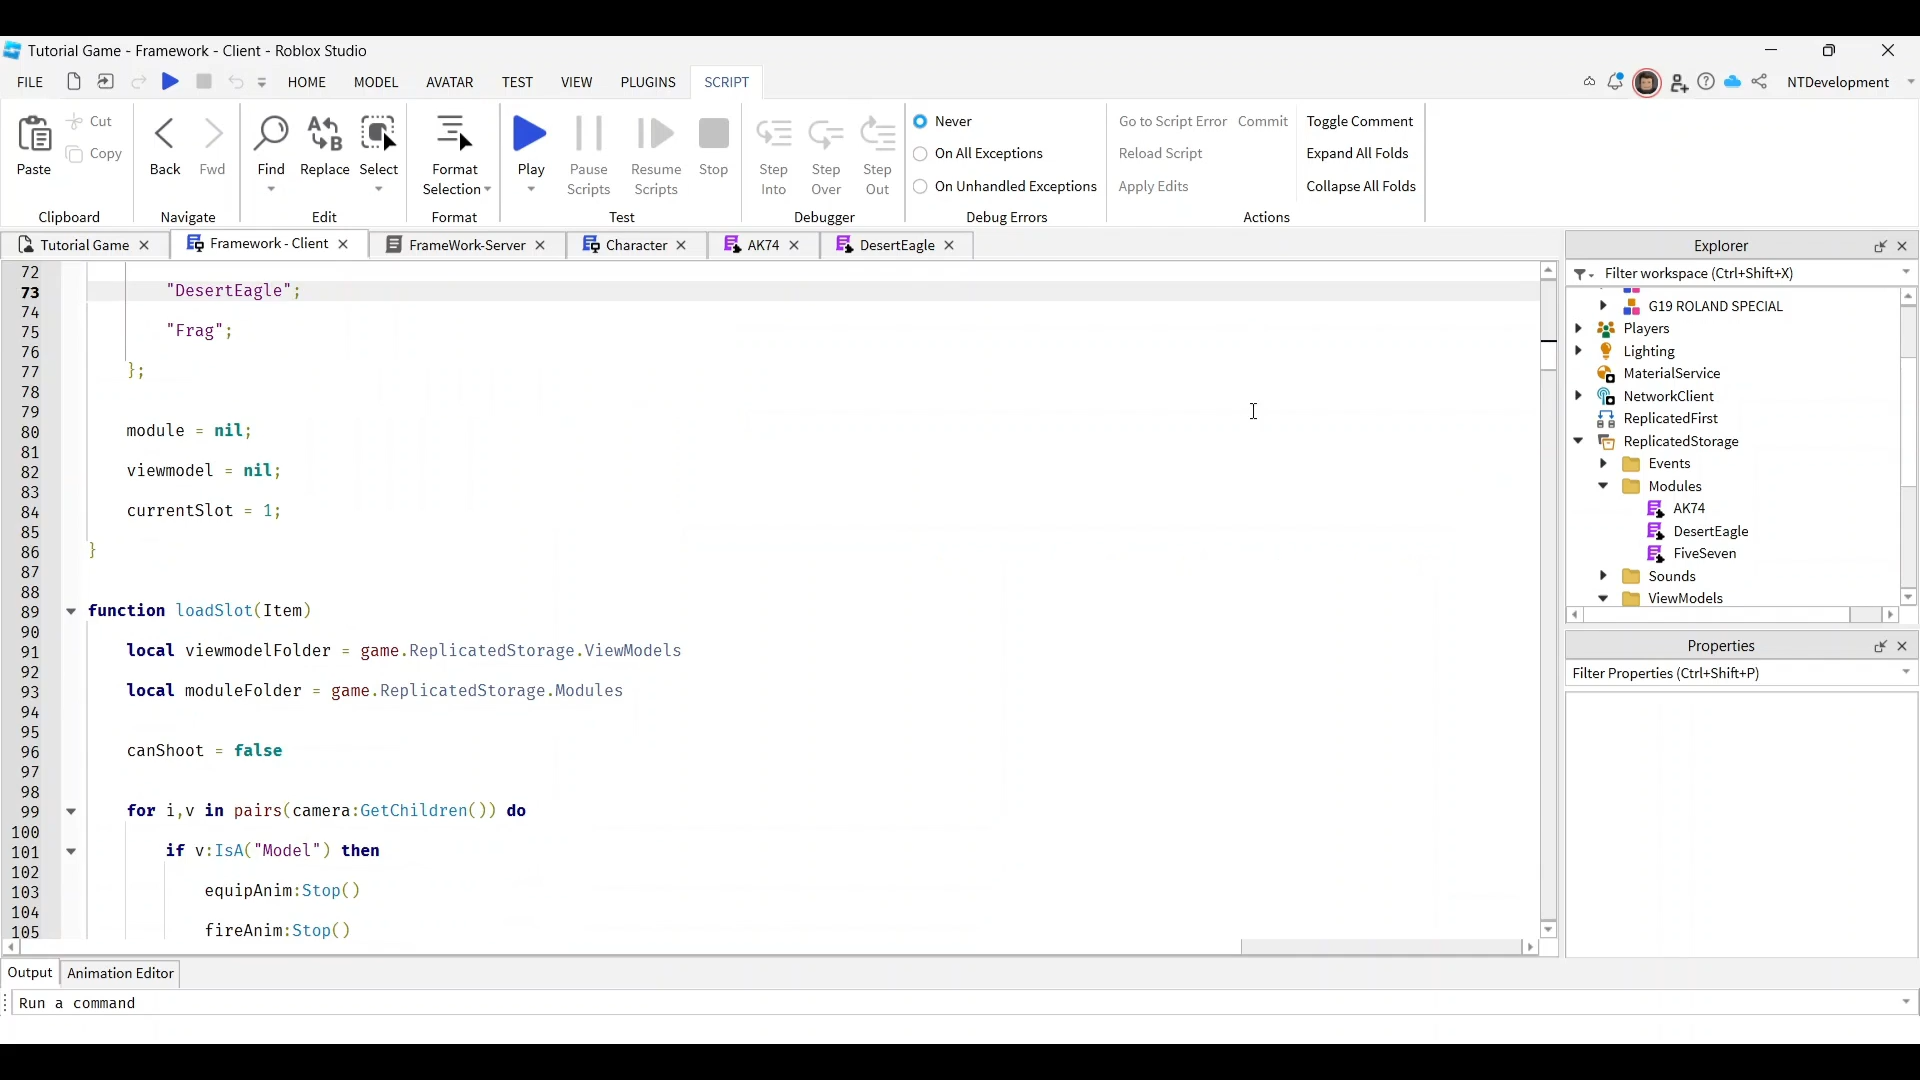 Tutorial Game - Framework - Client - Roblox Studio
FILE
HOME
MODEL
AVATAR
TEST
VIEW
PLUGINS
SCRIPT
NTDevelopment
Paste
Cut
Copy
Clipboard
Back
Fwd
Navigate
Find
Replace
Select
Edit
Format
Selection
Format
Play
Pause
Scripts
Resume
Scripts
Stop
Test
Step
Into
Step
Over
Step
Out
Debugger
Never
On All Exceptions
On Unhandled Exceptions
Debug Errors
Go to Script Error
Commit
Reload Script
Apply Edits
Toggle Comment
Expand All Folds
Collapse All Folds
Actions
Tutorial Game
Framework - Client
FrameWork-Server
Character
AK74
DesertEagle
72
73 "DesertEagle";
74
75 "Frag";
76
77 };
78
79
80 module = nil;
81
82 viewmodel = nil;
83
84 currentSlot = 1;
85
86 }
87
88
89 function loadSlot(Item)
90
91 local viewmodelFolder = game.ReplicatedStorage.ViewModels
92
93 local moduleFolder = game.ReplicatedStorage.Modules
94
95
96 canShoot = false
97
98
99 for i,v in pairs(camera:GetChildren()) do
100
101 if v:IsA("Model") then
102
103 equipAnim:Stop()
104
105 fireAnim:Stop()
Explorer
Filter workspace (Ctrl+Shift+X)
G19 ROLAND SPECIAL
Players
Lighting
MaterialService
NetworkClient
ReplicatedFirst
ReplicatedStorage
Events
Modules
AK74
DesertEagle
FiveSeven
Sounds
ViewModels
Properties
Filter Properties (Ctrl+Shift+P)
Output
Animation Editor
Run a command